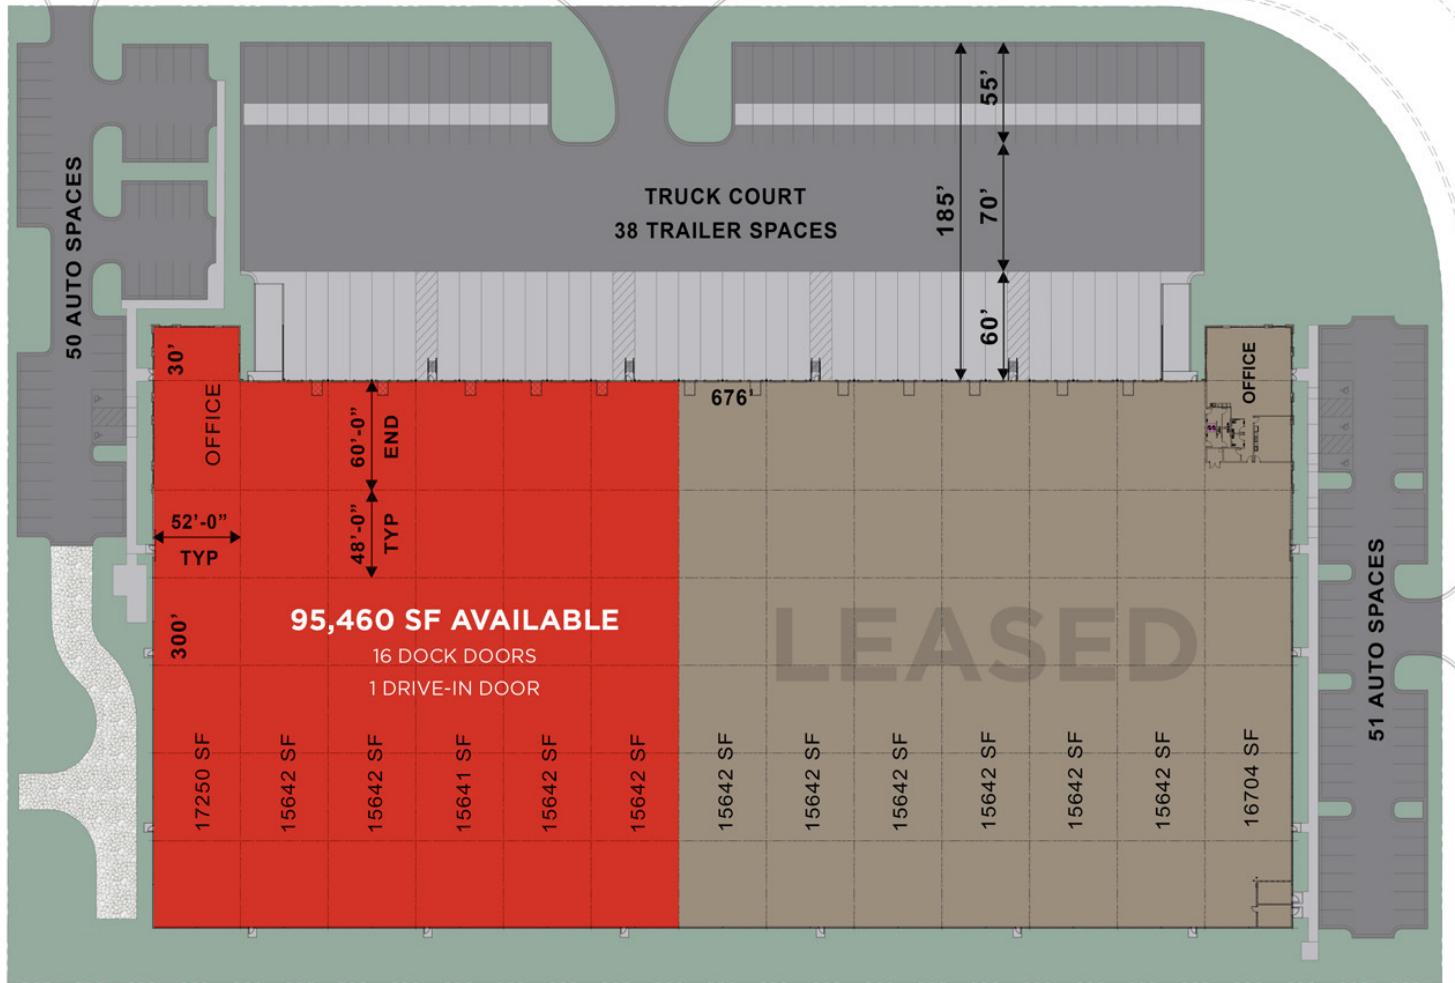 50 AUTO SPACES
TRUCK COURT
38 TRAILER SPACES
185'
55'
70'
60'
30'
OFFICE
60'-0"
END
48'-0"
TYP
52'-0"
TYP
300'
676'
OFFICE
95,460 SF AVAILABLE
16 DOCK DOORS
1 DRIVE-IN DOOR
LEASED
51 AUTO SPACES
17250 SF
15642 SF
15642 SF
15641 SF
15642 SF
15642 SF
15642 SF
15642 SF
15642 SF
15642 SF
15642 SF
15642 SF
16704 SF